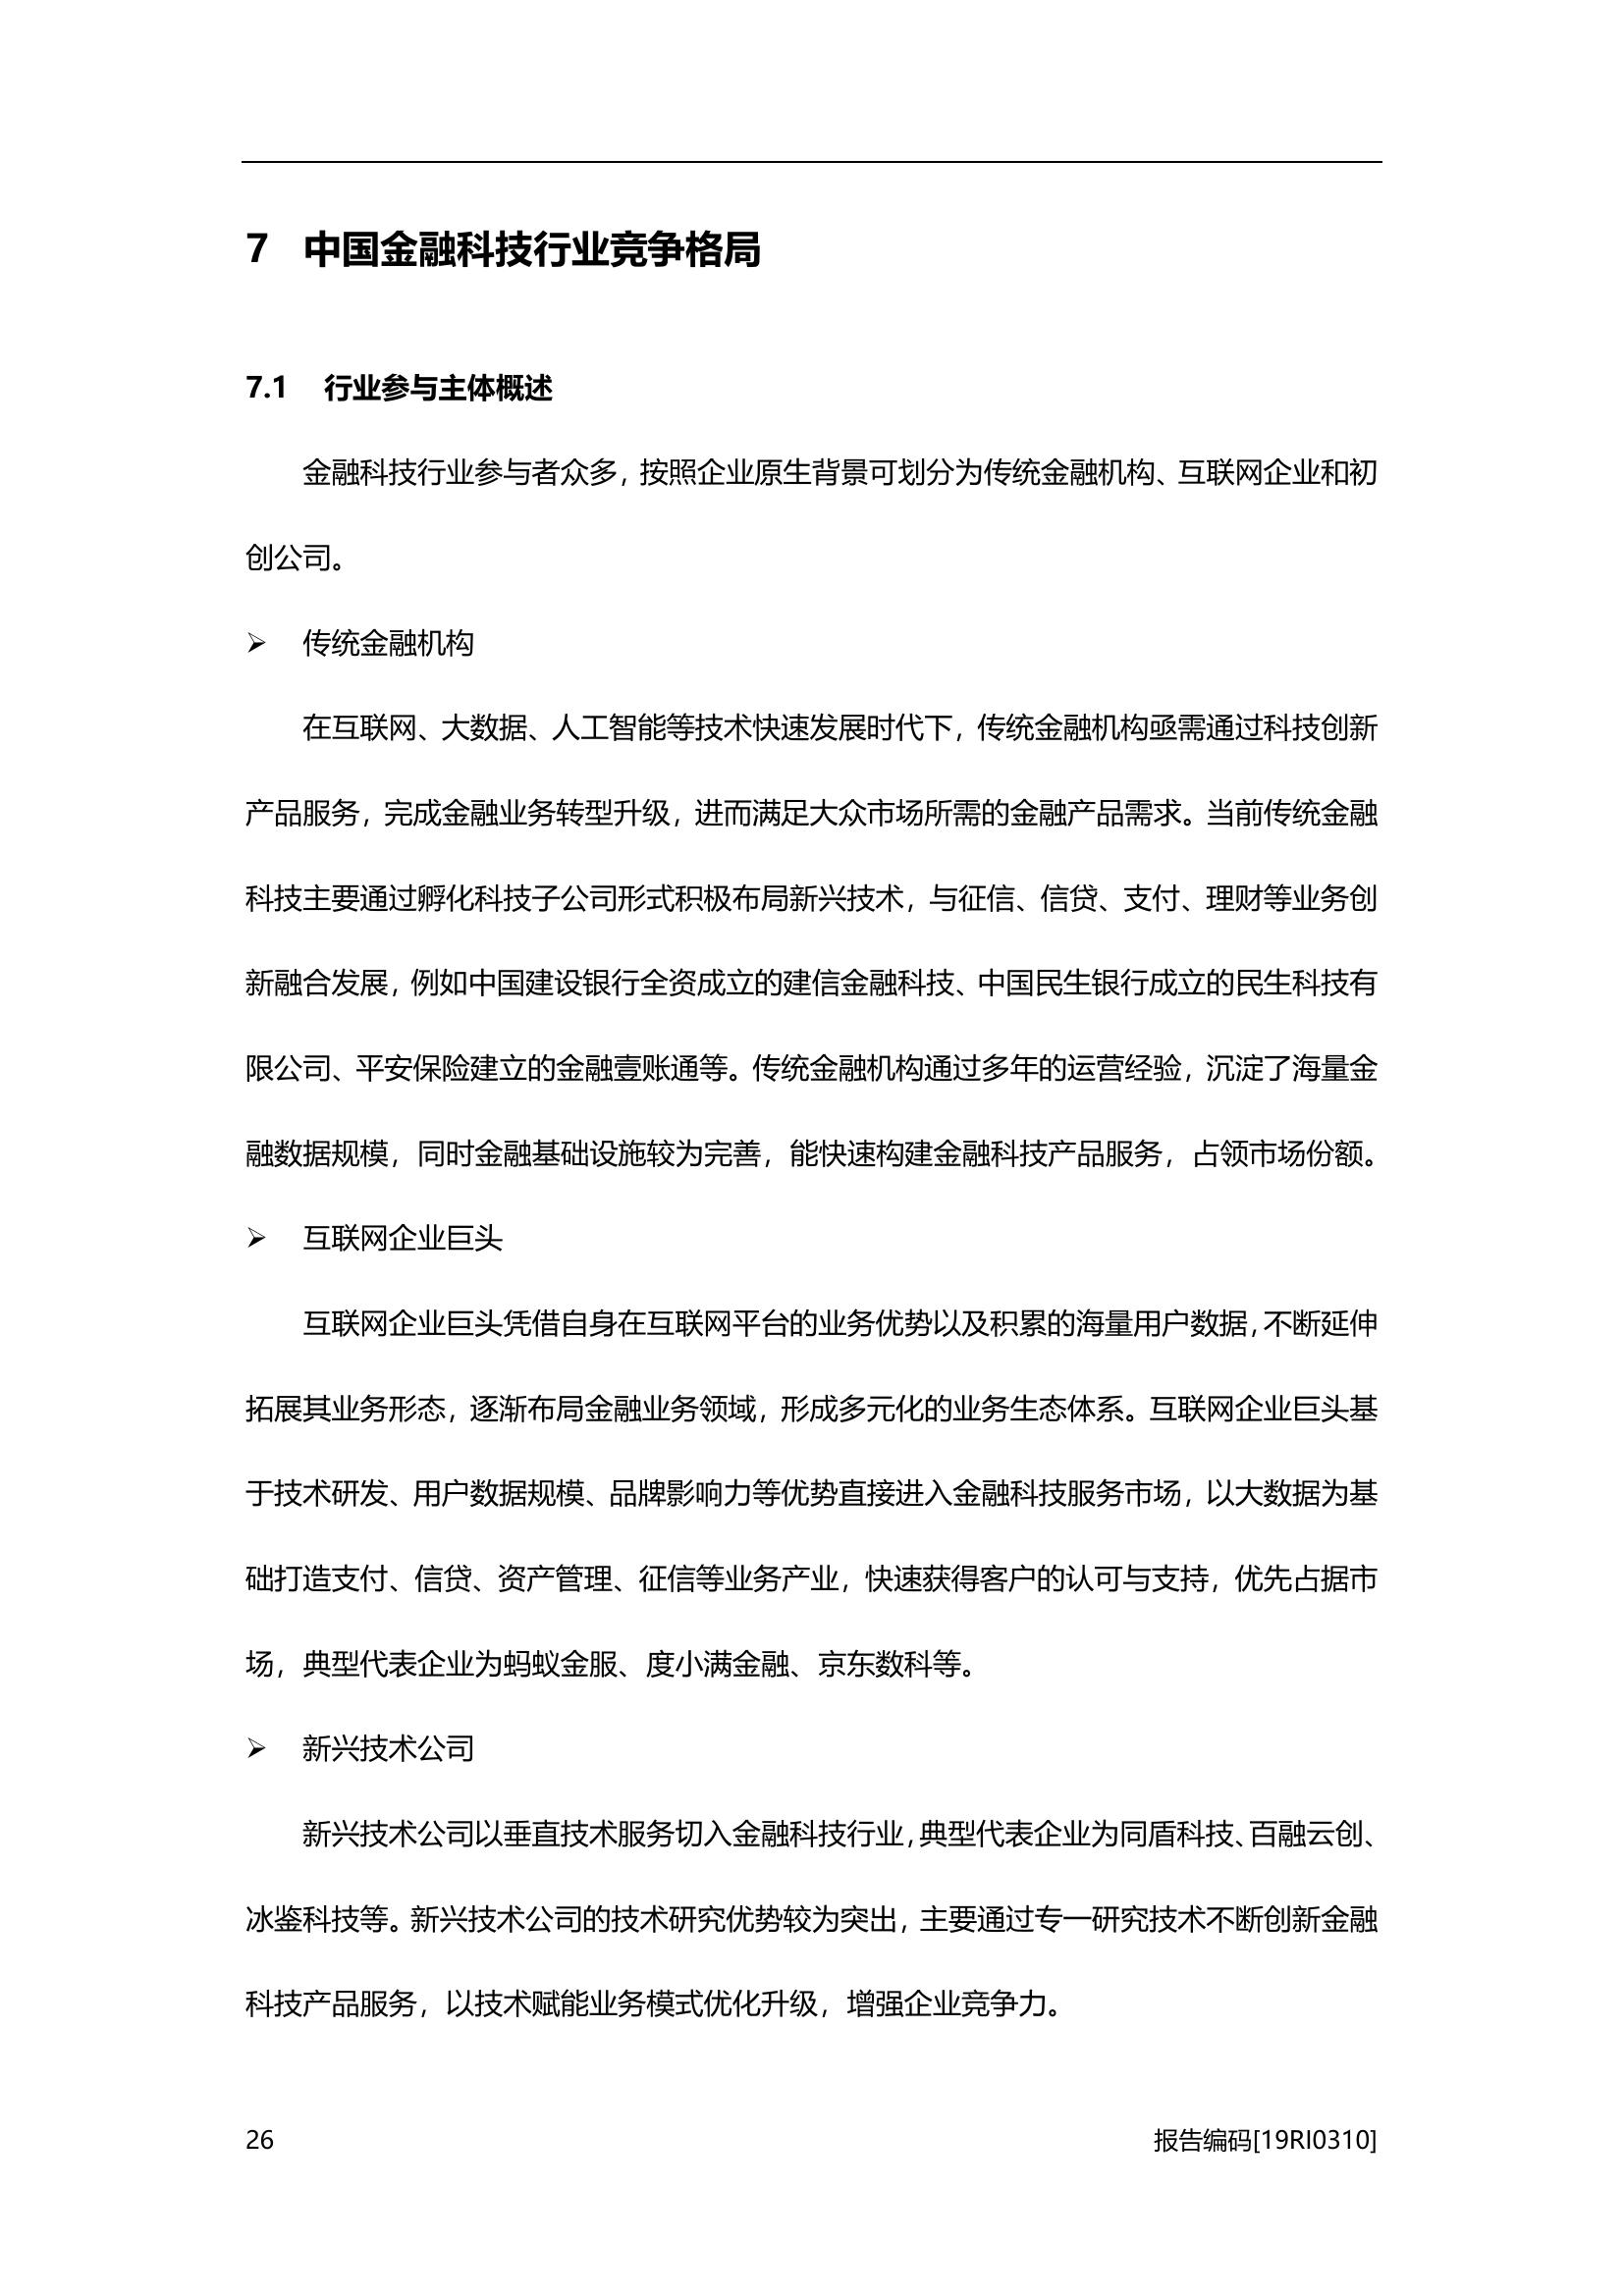 7 中国金融科技行业竞争格局
7.1 行业参与主体概述
金融科技行业参与者众多，按照企业原生背景可划分为传统金融机构、互联网企业和初
创公司。
➢ 传统金融机构
在互联网、大数据、人工智能等技术快速发展时代下，传统金融机构亟需通过科技创新
产品服务，完成金融业务转型升级，进而满足大众市场所需的金融产品需求。当前传统金融
科技主要通过孵化科技子公司形式积极布局新兴技术，与征信、信贷、支付、理财等业务创
新融合发展，例如中国建设银行全资成立的建信金融科技、中国民生银行成立的民生科技有
限公司、平安保险建立的金融壹账通等。传统金融机构通过多年的运营经验，沉淀了海量金
融数据规模，同时金融基础设施较为完善，能快速构建金融科技产品服务，占领市场份额。
➢ 互联网企业巨头
互联网企业巨头凭借自身在互联网平台的业务优势以及积累的海量用户数据，不断延伸
拓展其业务形态，逐渐布局金融业务领域，形成多元化的业务生态体系。互联网企业巨头基
于技术研发、用户数据规模、品牌影响力等优势直接进入金融科技服务市场，以大数据为基
础打造支付、信贷、资产管理、征信等业务产业，快速获得客户的认可与支持，优先占据市
场，典型代表企业为蚂蚁金服、度小满金融、京东数科等。
➢ 新兴技术公司
新兴技术公司以垂直技术服务切入金融科技行业，典型代表企业为同盾科技、百融云创、
冰鉴科技等。新兴技术公司的技术研究优势较为突出，主要通过专一研究技术不断创新金融
科技产品服务，以技术赋能业务模式优化升级，增强企业竞争力。
26 报告编码[19RI0310]